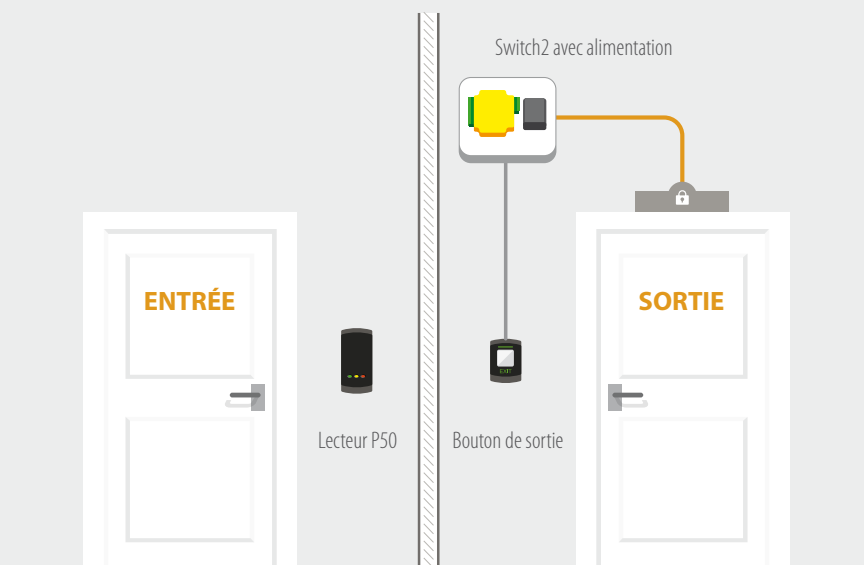 Switch2 avec alimentation
ENTRÉE
SORTIE
EXIT
Lecteur P50
Bouton de sortie